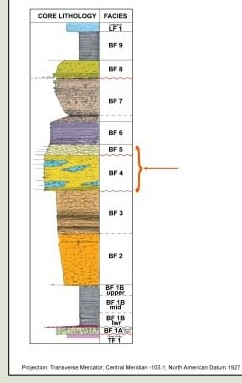 CORE LITHOLOGY FACIES
LF 1
BF 9
BF 8
BF 7
BF 6
BF 5
BF 4
BF 3
BF 2
BF 1B
upper
BF 1B
mid
BF 1B
lwr
BF 1A
TF 1
Projection: Transverse Mercator; Central Meridian -103.1; North American Datum 1927